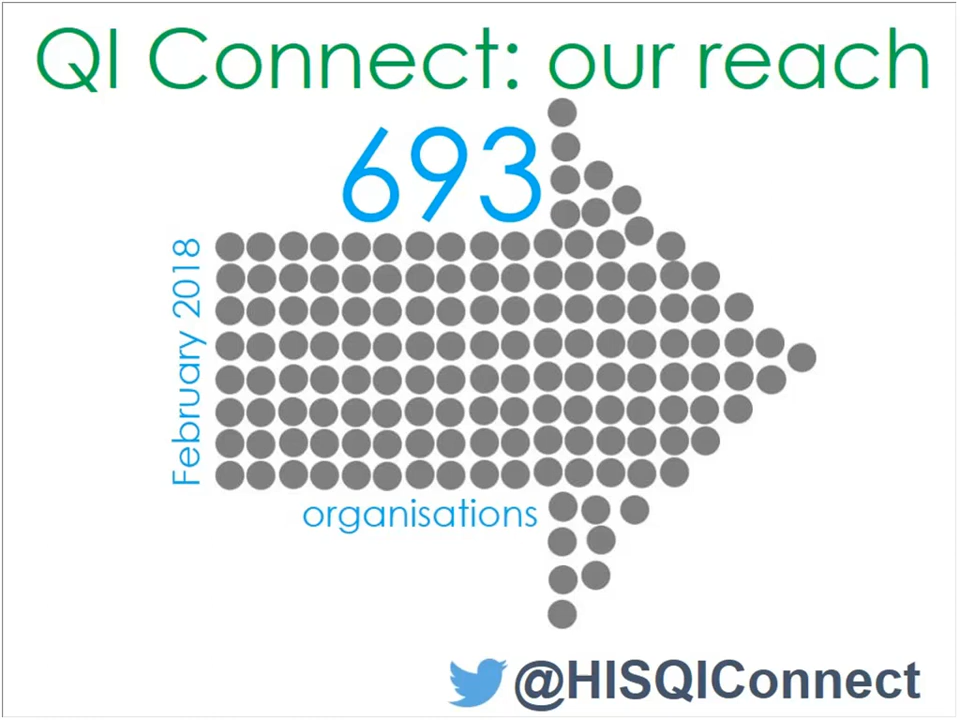 QI Connect: our reach
693
February 2018
organisations
@HISQIConnect